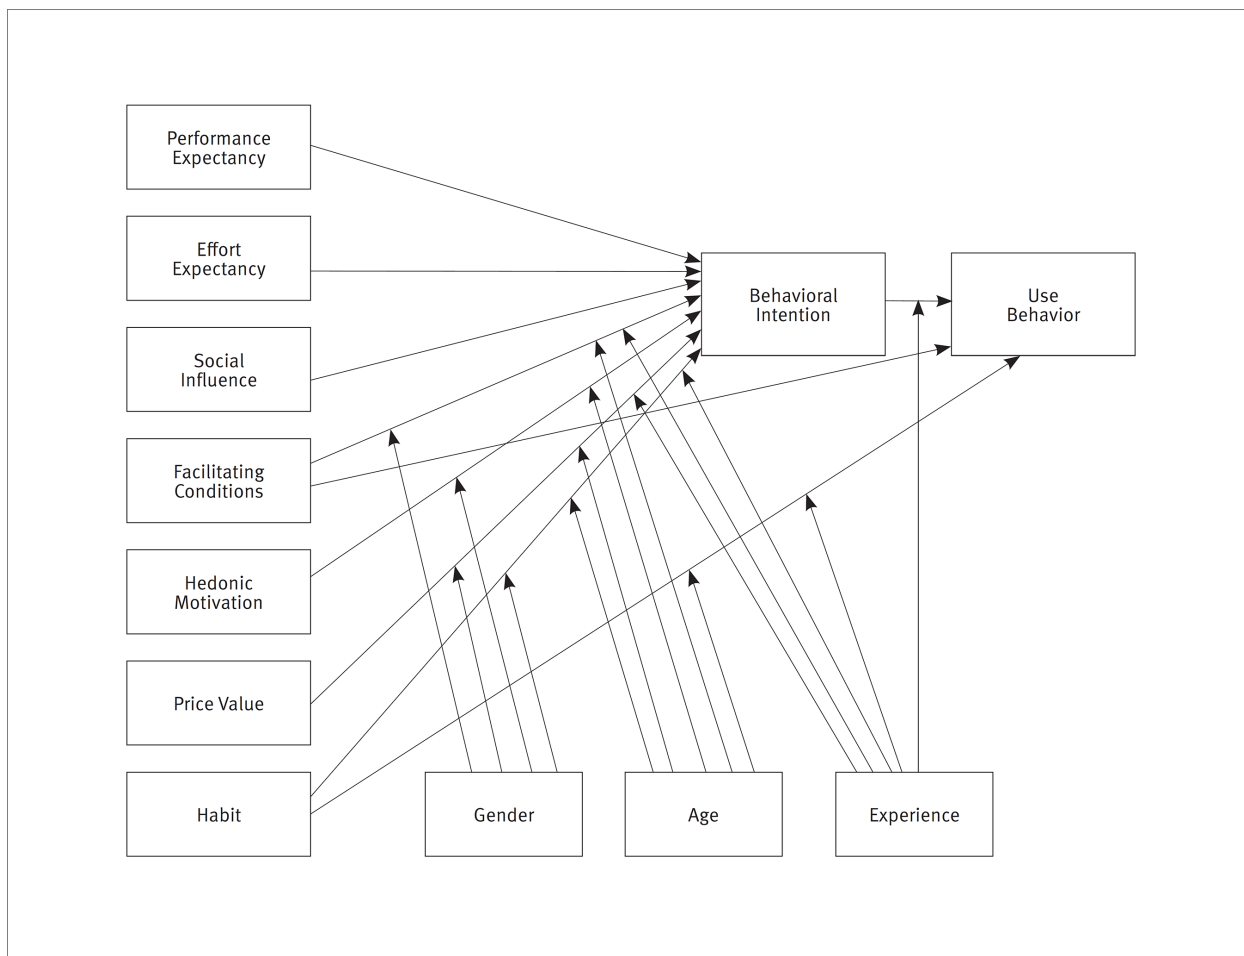 Performance
Expectancy
Effort
Expectancy
Social
Influence
Facilitating
Conditions
Hedonic
Motivation
Price Value
Habit
Behavioral
Intention
Use
Behavior
Gender
Age
Experience